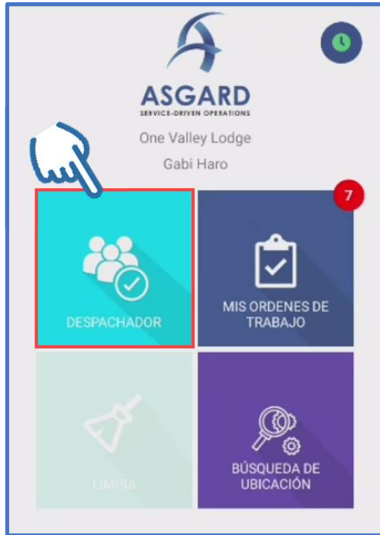 ASGARD
SERVICE-DRIVEN OPERATIONS
One Valley Lodge
Gabi Haro
7
DESPACHADOR
MIS ORDENES DE
TRABAJO
LIMPIA
BÚSQUEDA DE
UBICACIÓN